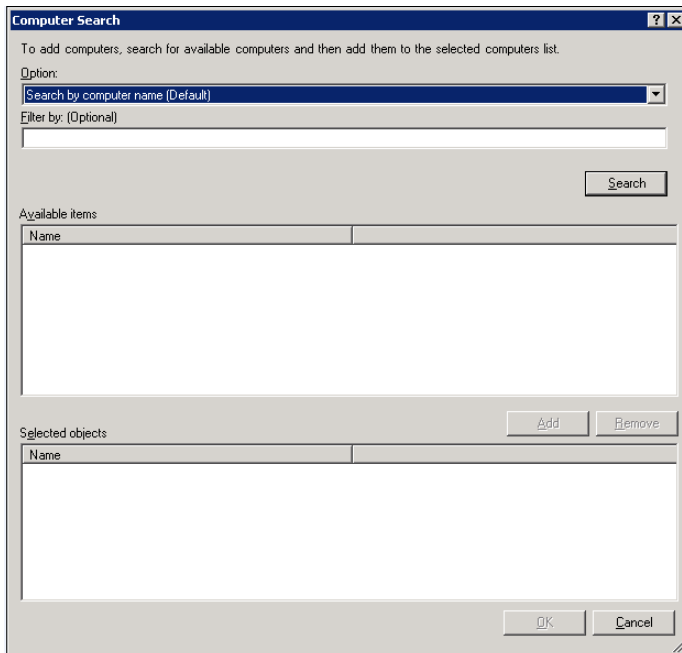 Computer Search
To add computers, search for available computers and then add them to the selected computers list.
Option:
Search by computer name (Default)
Filter by: (Optional)
Search
Available items
Name
Add Remove
Selected objects
Name
OK Cancel